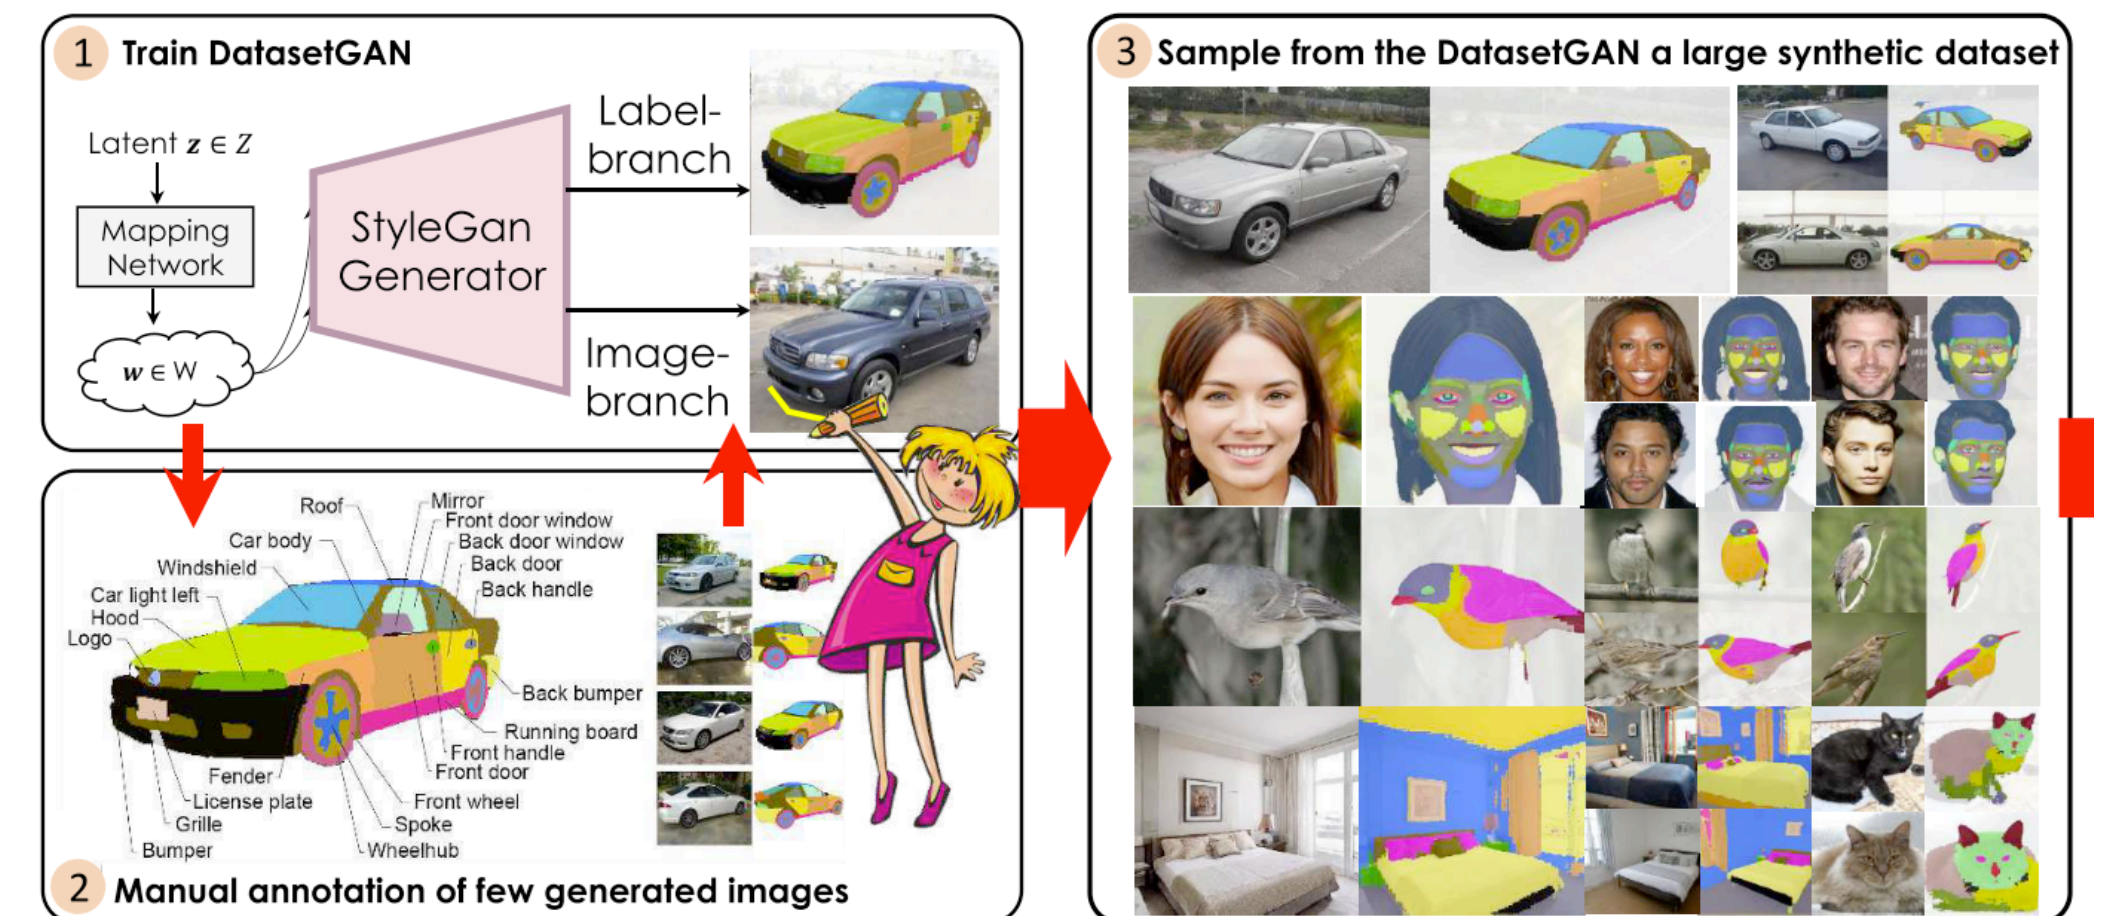 1 Train DatasetGAN
Latent z ∈ Z
Mapping
Network
w ∈ W
StyleGan
Generator
Label-
branch
Image-
branch
Roof
Mirror
Front door window
Car body
Back door window
Windshield
Back door
Back handle
Car light left
Hood
Logo
Back bumper
Running board
Front handle
Front door
Fender
License plate
Front wheel
Grille
Spoke
Bumper
Wheelhub
2 Manual annotation of few generated images
3 Sample from the DatasetGAN a large synthetic dataset